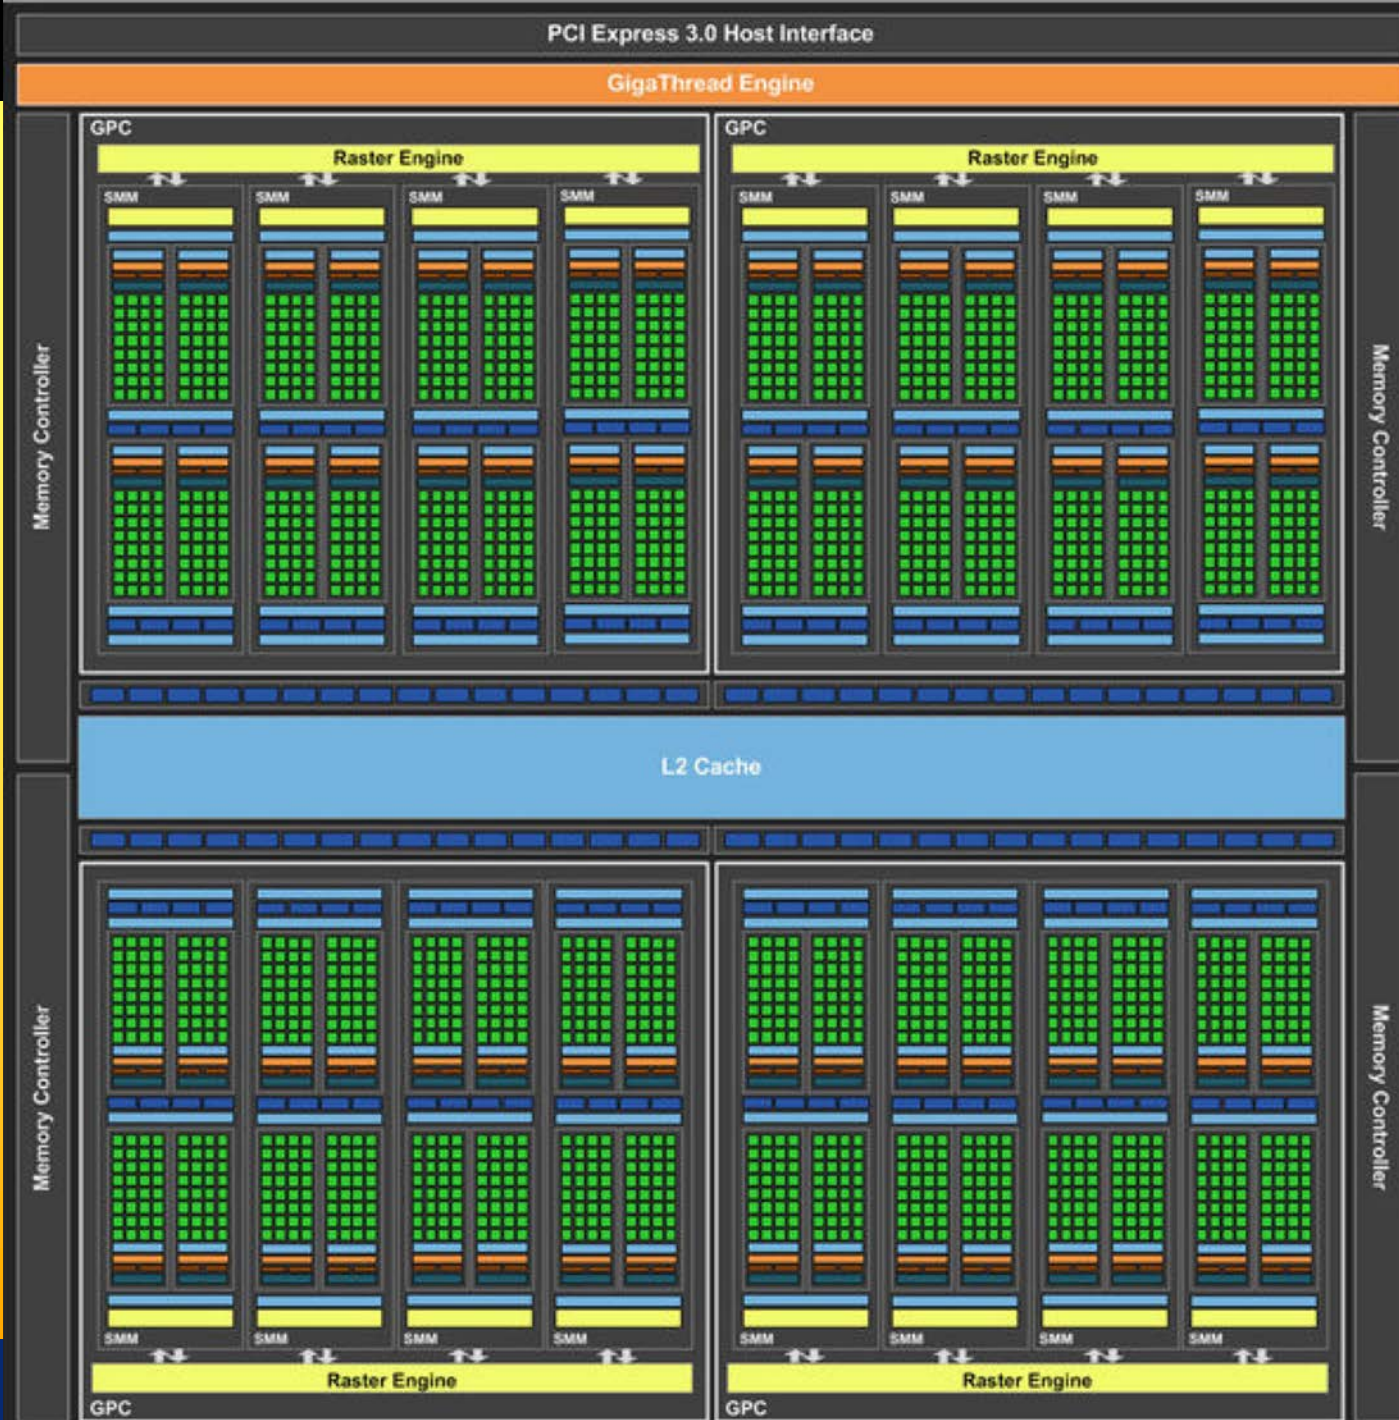 PCI Express 3.0 Host Interface
GigaThread Engine
GPC
GPC
Raster Engine
Raster Engine
SMM
SMM
SMM
SMM
SMM
SMM
SMM
SMM
Memory Controller
Memory Controller
L2 Cache
Memory Controller
Memory Controller
SMM
SMM
SMM
SMM
SMM
SMM
SMM
SMM
Raster Engine
Raster Engine
GPC
GPC